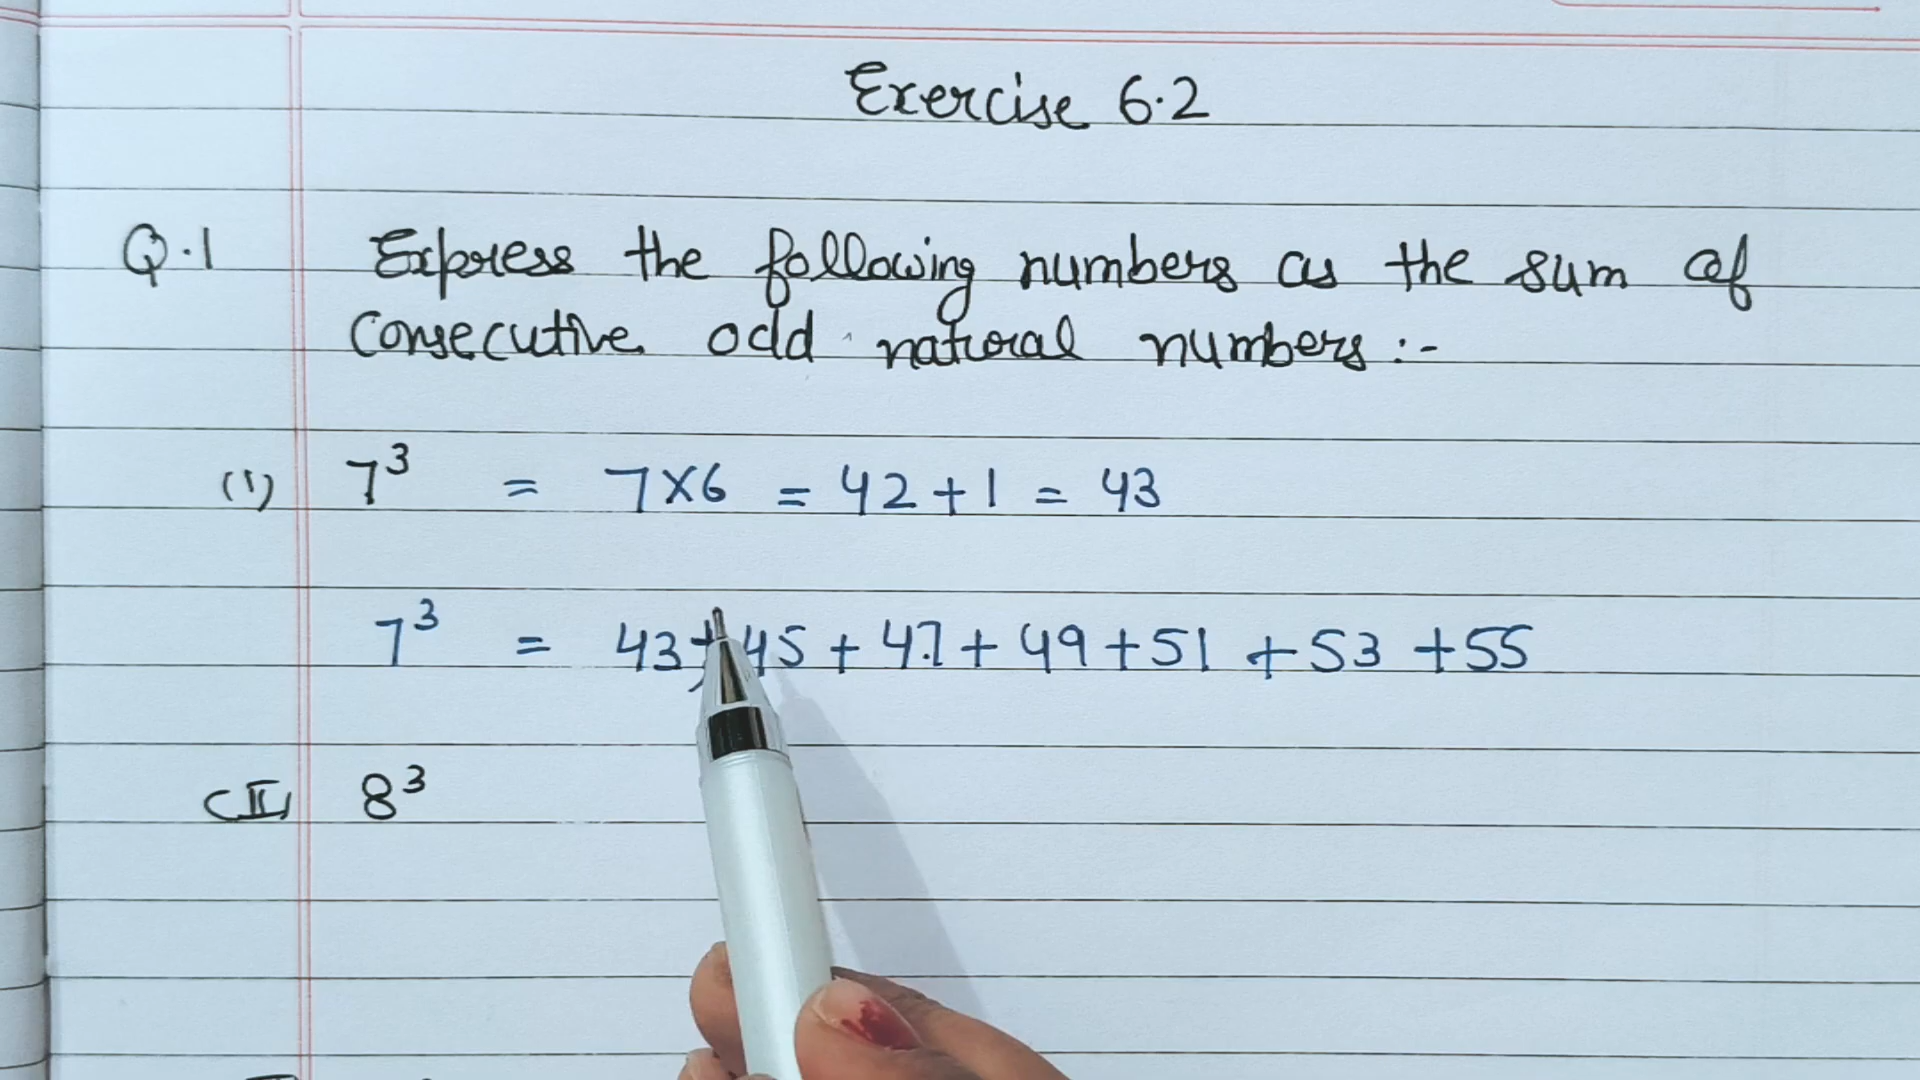 Exercise 6.2
Q.1 Express the following numbers as the sum of
Consecutive odd natural numbers :-
(1) 7³ = 7×6 = 42+1 = 43
7³ = 43+45+47+49+51+53+55
(II) 8³